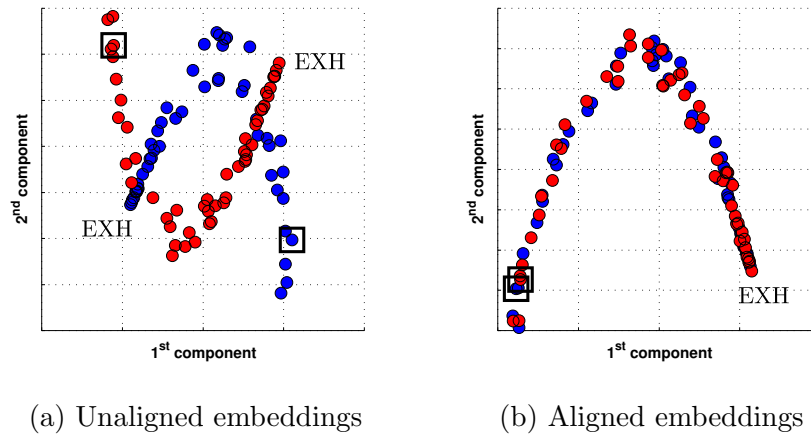 EXH
EXH
2nd component
1st component
(a) Unaligned embeddings
EXH
2nd component
1st component
(b) Aligned embeddings